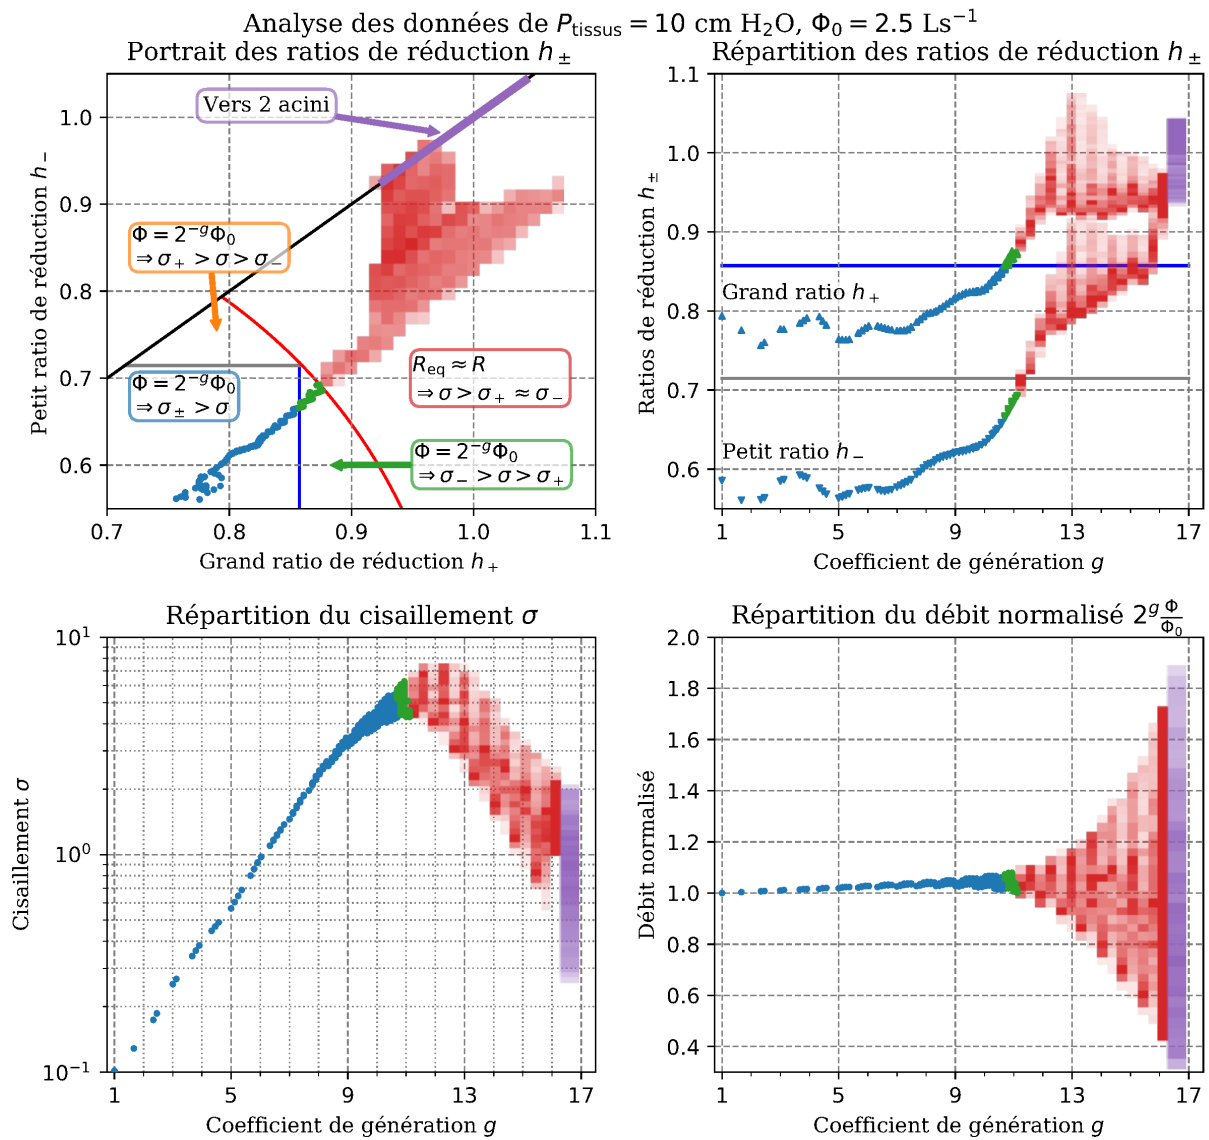 Analyse des données de P_tissus = 10 cm H2O, Φ₀ = 2.5 Ls⁻¹
Portrait des ratios de réduction h±
1.0
0.9
0.8
0.7
0.6
Petit ratio de réduction h₋
Vers 2 acini
Φ = 2⁻ᵍΦ₀
⇒ σ₊ > σ > σ₋
Φ = 2⁻ᵍΦ₀
⇒ σ± > σ
R_eq ≈ R
⇒ σ > σ₊ ≈ σ₋
Φ = 2⁻ᵍΦ₀
⇒ σ₋ > σ > σ₊
0.7 0.8 0.9 1.0 1.1
Grand ratio de réduction h₊
Répartition des ratios de réduction h±
1.1
1.0
0.9
0.8
0.7
0.6
Ratios de réduction h±
Grand ratio h₊
Petit ratio h₋
1 5 9 13 17
Coefficient de génération g
Répartition du cisaillement σ
10¹
10⁰
10⁻¹
Cisaillement σ
1 5 9 13 17
Coefficient de génération g
Répartition du débit normalisé 2ᵍ Φ/Φ₀
2.0
1.8
1.6
1.4
1.2
1.0
0.8
0.6
0.4
Débit normalisé
1 5 9 13 17
Coefficient de génération g